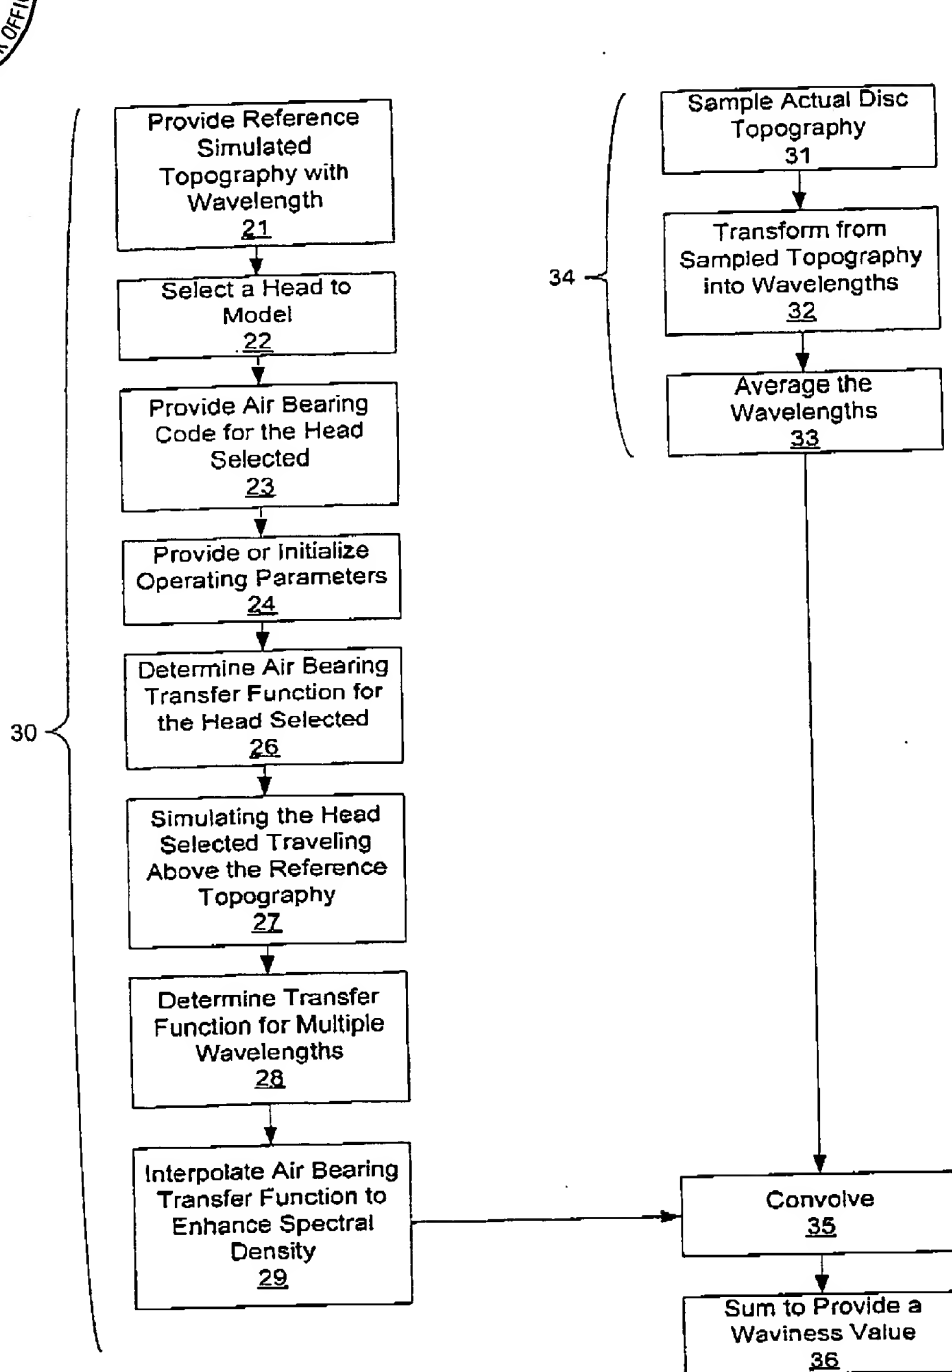 OFFI
Provide Reference
Simulated
Topography with
Wavelength
21
Select a Head to
Model
22
Provide Air Bearing
Code for the Head
Selected
23
Provide or Initialize
Operating Parameters
24
Determine Air Bearing
Transfer Function for
the Head Selected
26
Simulating the Head
Selected Traveling
Above the Reference
Topography
27
Determine Transfer
Function for Multiple
Wavelengths
28
Interpolate Air Bearing
Transfer Function to
Enhance Spectral
Density
29
30
Sample Actual Disc
Topography
31
Transform from
Sampled Topography
into Wavelengths
32
Average the
Wavelengths
33
34
Convolve
35
Sum to Provide a
Waviness Value
36